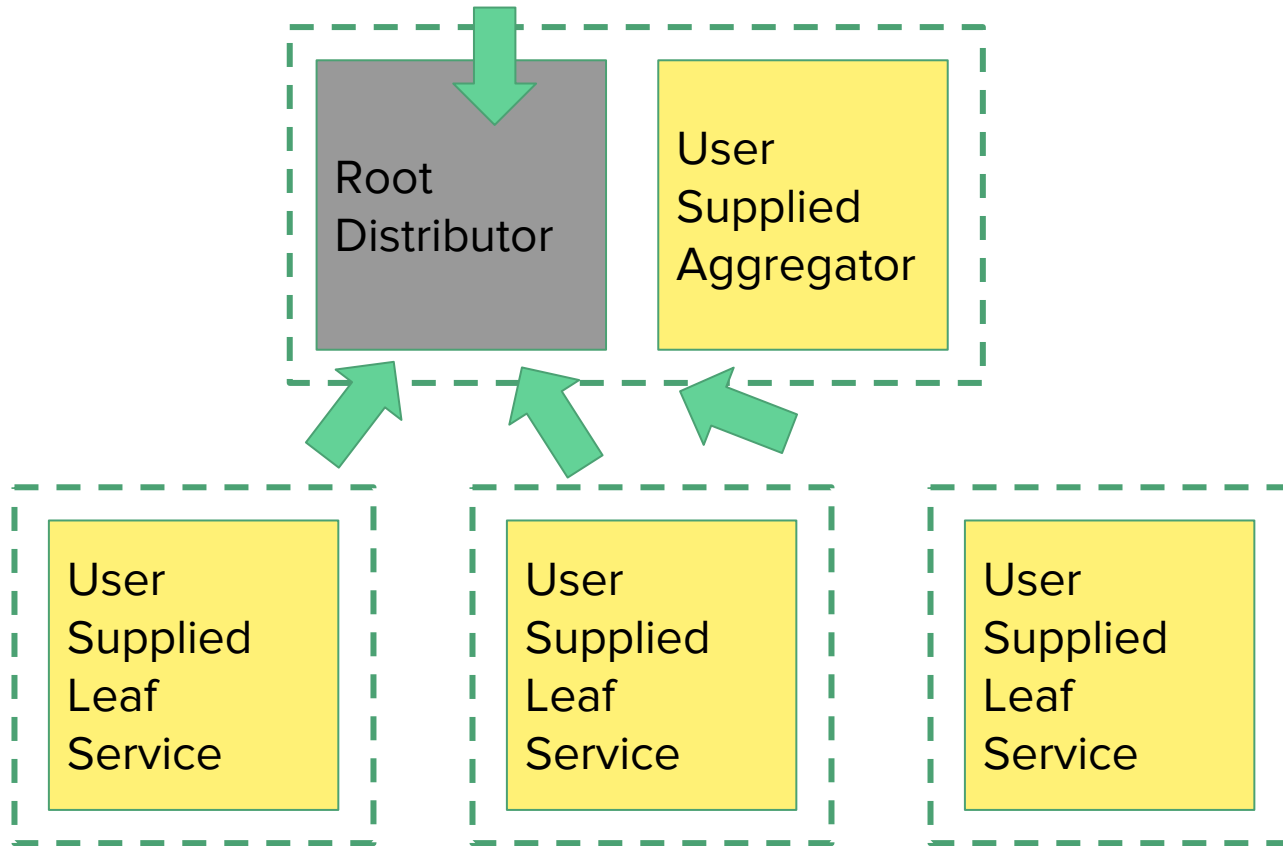 Root
Distributor
User
Supplied
Aggregator
User
Supplied
Leaf
Service
User
Supplied
Leaf
Service
User
Supplied
Leaf
Service